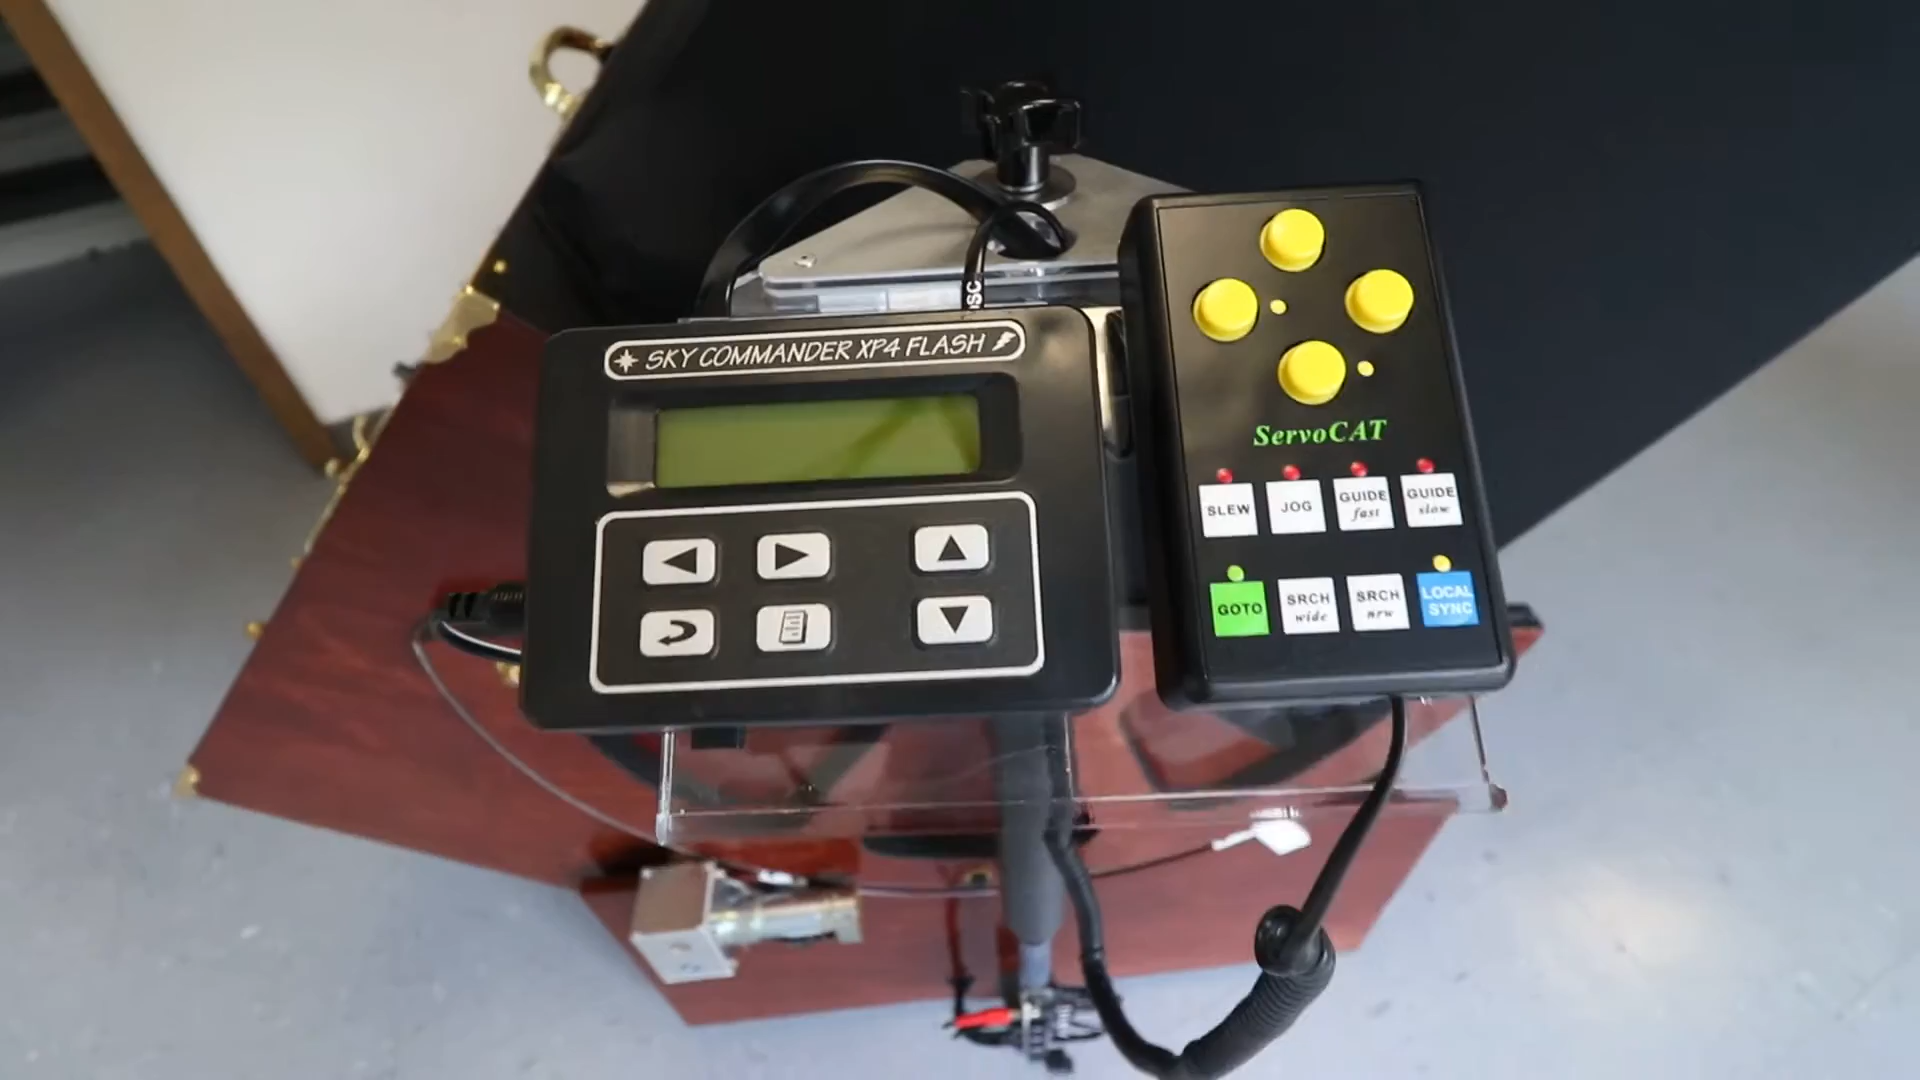 SKY COMMANDER XP4 FLASH
ServoCAT
SLEW
JOG
GUIDE
fast
GUIDE
slow
GOTO
SRCH
wide
SRCH
nrw
LOCAL
SYNC